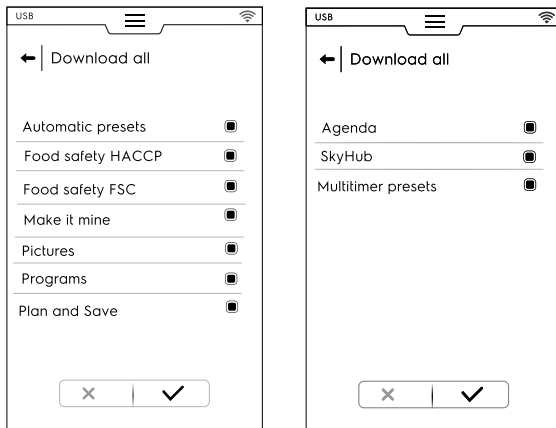 USB
Download all
Automatic presets
Food safety HACCP
Food safety FSC
Make it mine
Pictures
Programs
Plan and Save
USB
Download all
Agenda
SkyHub
Multitimer presets